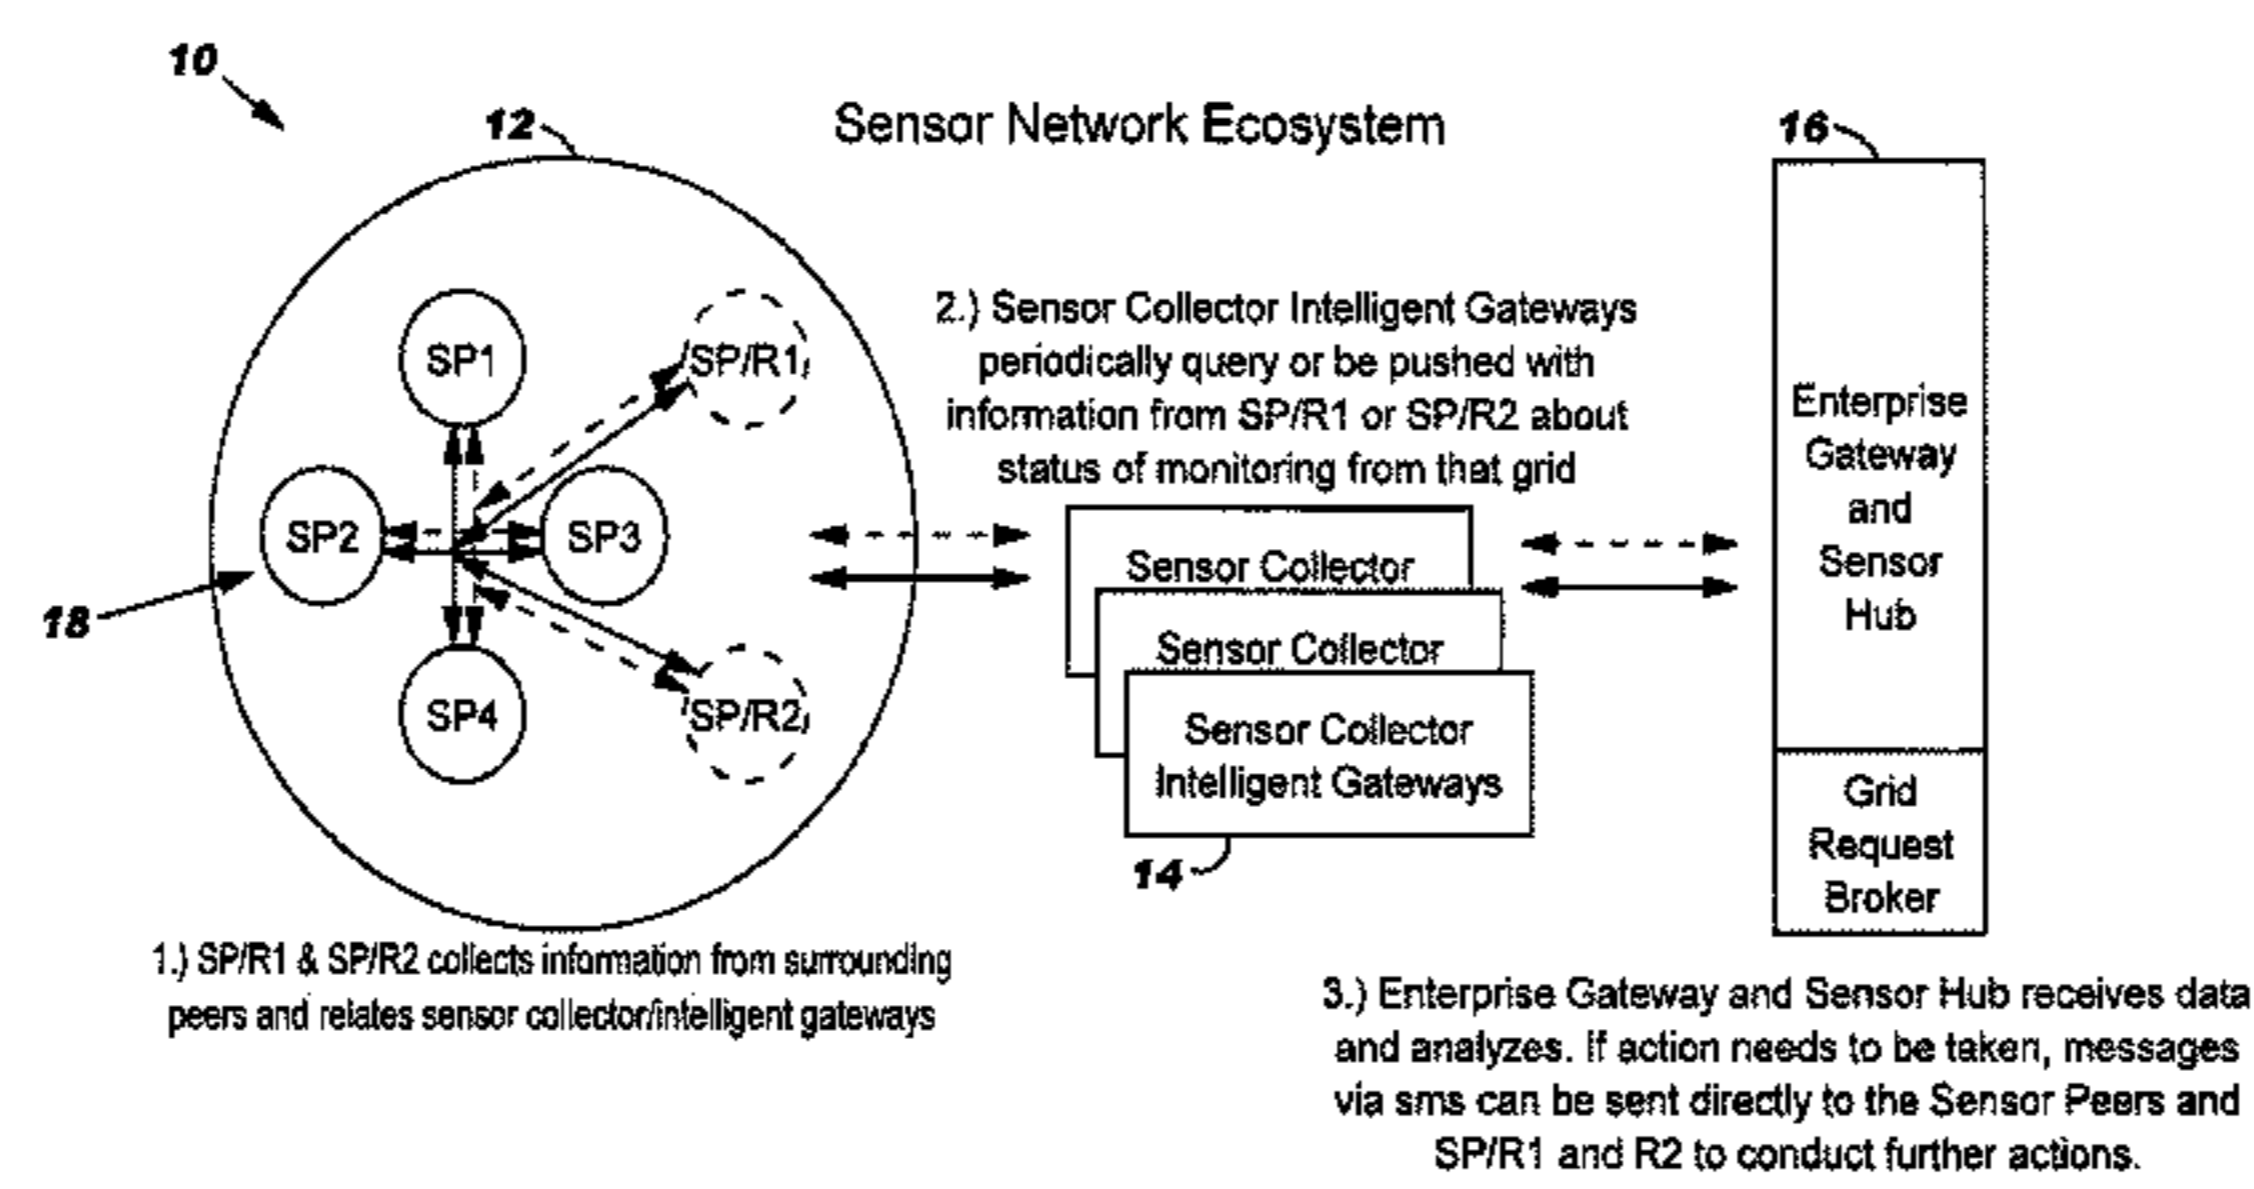 10
12
Sensor Network Ecosystem
16
2.) Sensor Collector Intelligent Gateways
periodically query or be pushed with
information from SP/R1 or SP/R2 about
status of monitoring from that grid
SP1
SP/R1
SP2
SP3
18
SP4
SP/R2
Sensor Collector
Sensor Collector
Sensor Collector
Intelligent Gateways
14
Enterprise
Gateway
and
Sensor
Hub
Grid
Request
Broker
1.) SP/R1 & SP/R2 collects information from surrounding
peers and relates sensor collector/intelligent gateways
3.) Enterprise Gateway and Sensor Hub receives data
and analyzes. If action needs to be taken, messages
via sms can be sent directly to the Sensor Peers and
SP/R1 and R2 to conduct further actions.